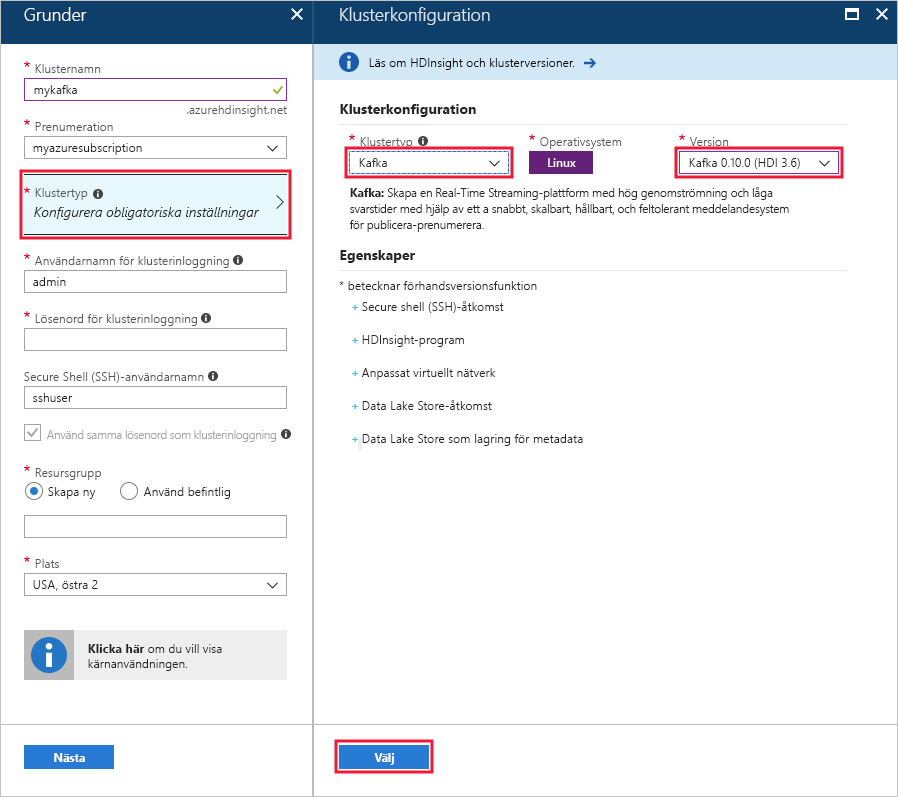 Grunder
* Klusternamn
mykafka
.azurehdinsight.net
* Prenumeration
myazuresubscription
* Klustertyp
Konfigurera obligatoriska inställningar
* Användarnamn för klusterinloggning
admin
* Lösenord för klusterinloggning
Secure Shell (SSH)-användarnamn
sshuser
Använd samma lösenord som klusterinloggning
* Resursgrupp
Skapa ny Använd befintlig
* Plats
USA, östra 2
Klicka här om du vill visa
kärnanvändningen.
Nästa
Klusterkonfiguration
Läs om HDInsight och klusterversioner.
Klusterkonfiguration
* Klustertyp * Operativsystem * Version
Kafka Linux Kafka 0.10.0 (HDI 3.6)
Kafka: Skapa en Real-Time Streaming-plattform med hög genomströmning och låga
svarstider med hjälp av ett a snabbt, skalbart, hållbart, och feltolerant meddelandesystem
för publicera-prenumerera.
Egenskaper
* betecknar förhandsversionsfunktion
+ Secure shell (SSH)-åtkomst
+ HDInsight-program
+ Anpassat virtuellt nätverk
+ Data Lake Store-åtkomst
+ Data Lake Store som lagring för metadata
Välj